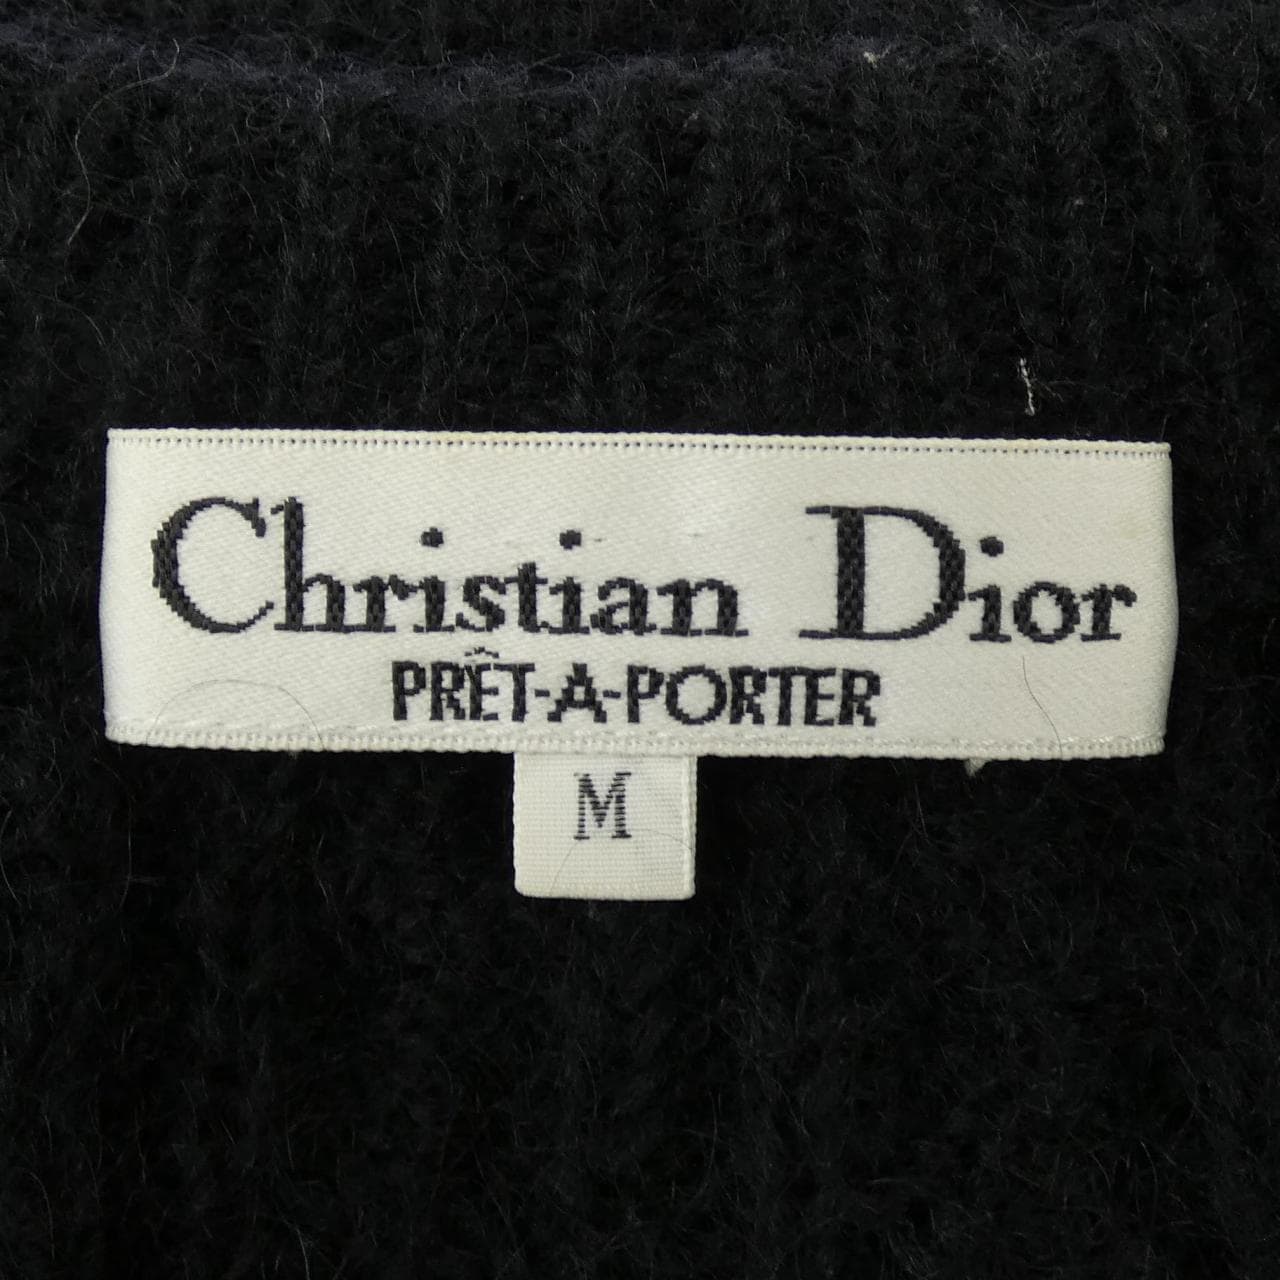 Christian Dior
PRÊT-A-PORTER
M